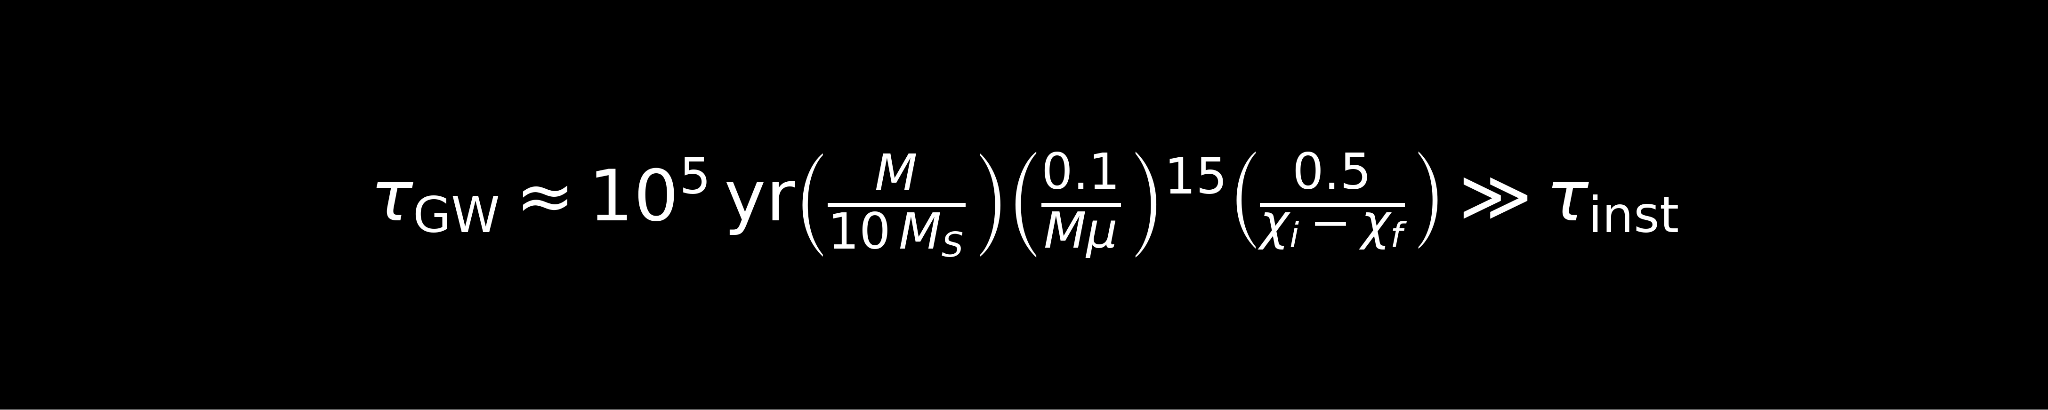 τ_GW ≈ 10^5 yr (M / 10 M_S) (0.1 / Mμ)^15 (0.5 / χ_i − χ_f) ≫ τ_inst